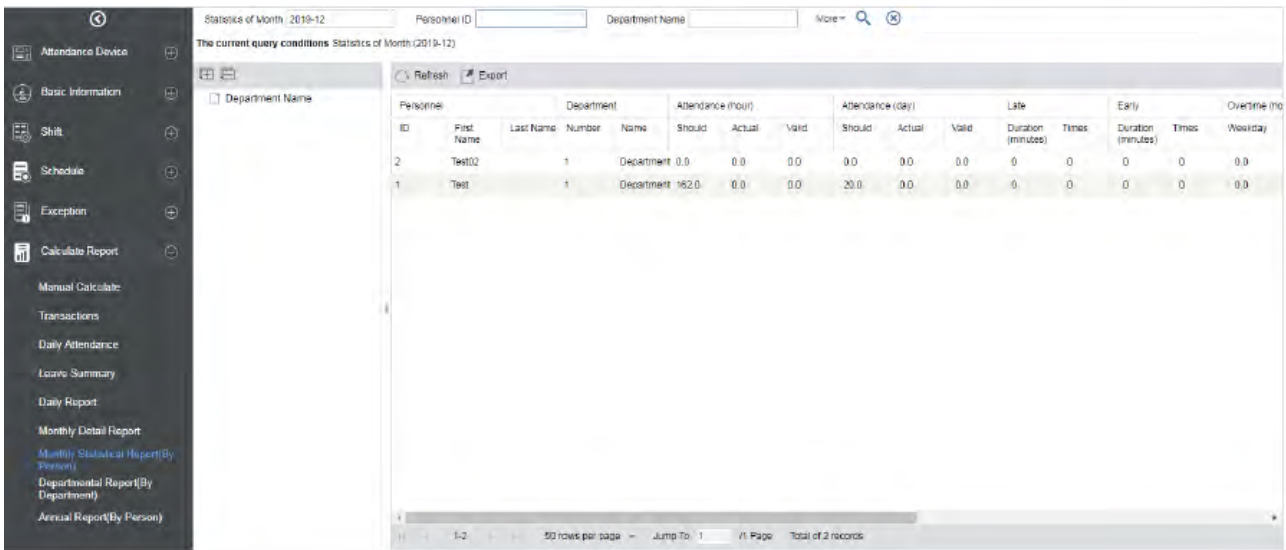 Statistics of Month 2019-12 Personnel ID Department Name More
The current query conditions Statistics of Month:(2019-12)
Attendance Device
Basic Information
Shift
Schedule
Exception
Calculate Report
Manual Calculate
Transactions
Daily Attendance
Leave Summary
Daily Report
Monthly Detail Report
Monthly Statistical Report(By
Person)
Departmental Report(By
Department)
Annual Report(By Person)
Department Name
Refresh Export
Personnel Department Attendance (hour) Attendance (day) Late Early Overtime (ho
ID First Name Last Name Number Name Should Actual Valid Should Actual Valid Duration (minutes) Times Duration (minutes) Times Weekday
2 Test02 1 Department 0.0 0.0 0.0 0.0 0.0 0.0 0 0 0 0 0.0
1 Test 1 Department 162.0 0.0 0.0 20.0 0.0 0.0 0 0 0 0 0.0
1-2 50 rows per page Jump To 1 /1 Page Total of 2 records